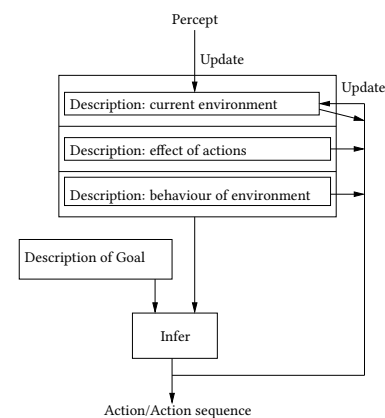 Percept
Update
Update
Description: current environment
Description: effect of actions
Description: behaviour of environment
Description of Goal
Infer
Action/Action sequence